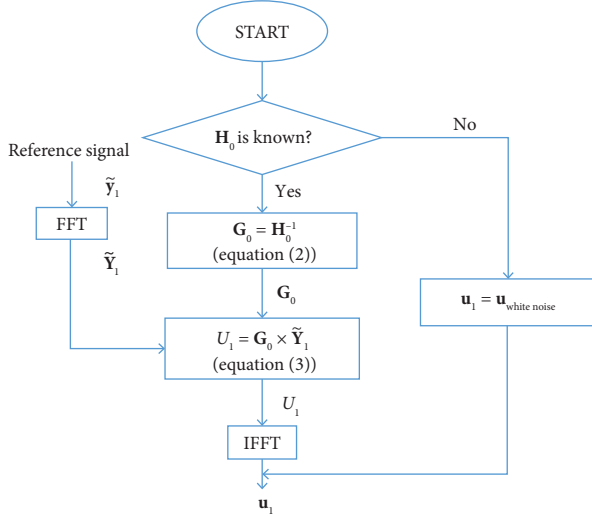 START
H₀ is known?
No
Yes
Reference signal
ỹ₁
FFT
Ỹ₁
G₀ = H₀⁻¹
(equation (2))
G₀
u₁ = u white noise
U₁ = G₀ × Ỹ₁
(equation (3))
U₁
IFFT
u₁